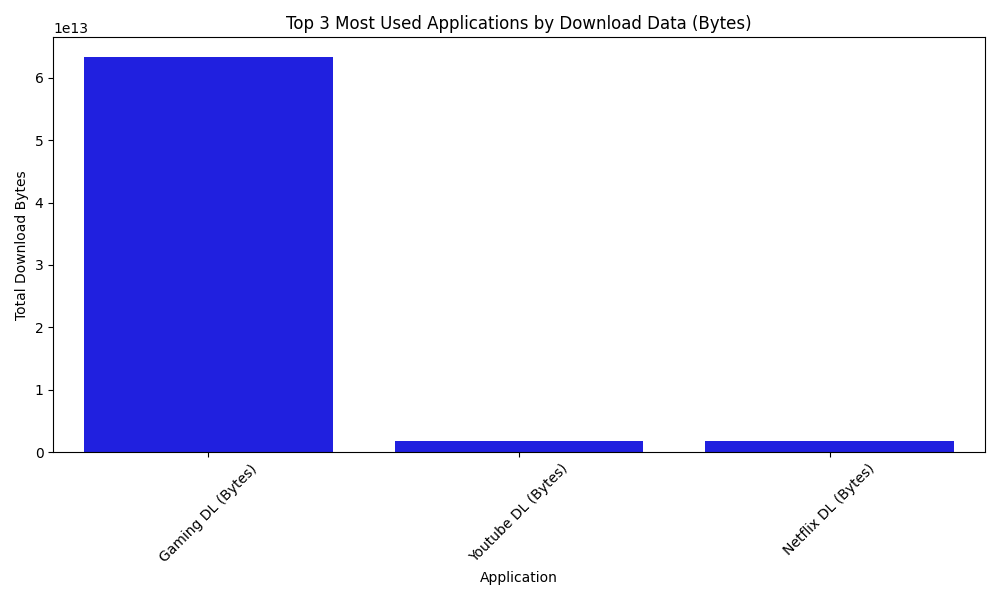 Top 3 Most Used Applications by Download Data (Bytes)
1e13
6
5
4
3
2
1
0
Total Download Bytes
Gaming DL (Bytes)
Youtube DL (Bytes)
Netflix DL (Bytes)
Application